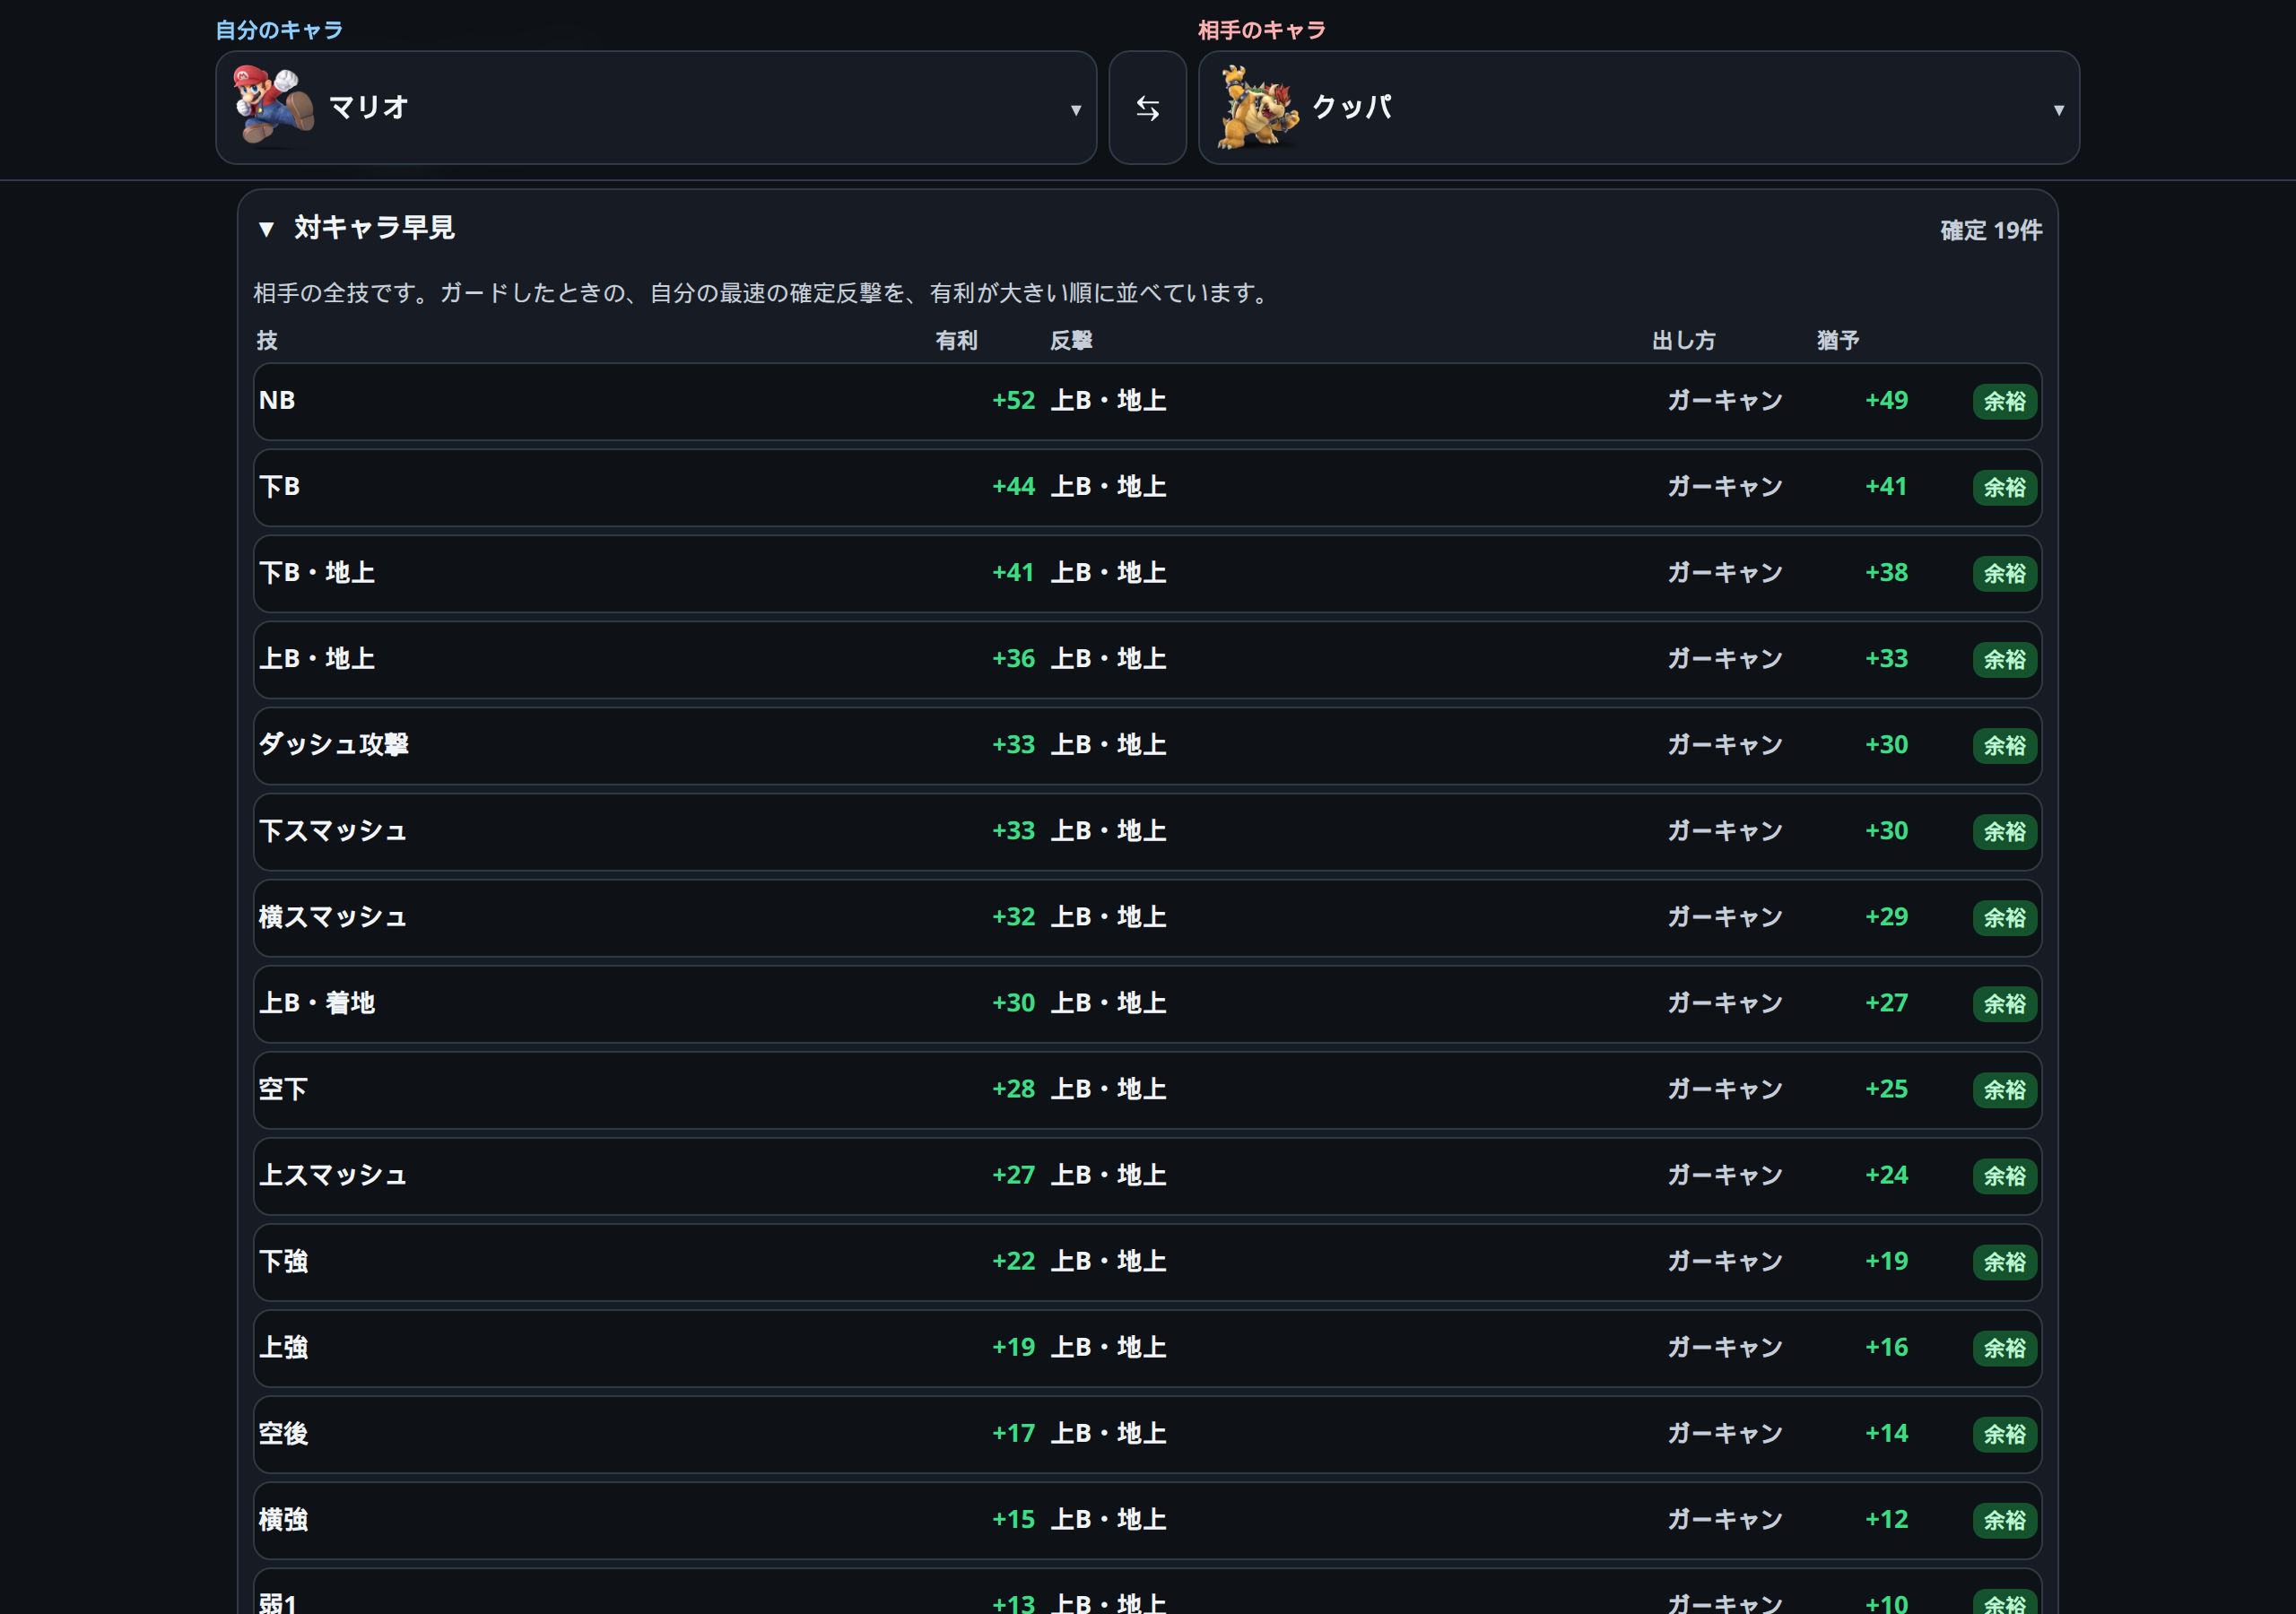 自分のキャラ 相手のキャラ
マリオ ▼ ⇆ クッパ ▼
▼ 対キャラ早見 確定 19件
相手の全技です。ガードしたときの、自分の最速の確定反撃を、有利が大きい順に並べています。
技 有利 反撃 出し方 猶予
NB +52 上B・地上 ガーキャン +49 余裕
下B +44 上B・地上 ガーキャン +41 余裕
下B・地上 +41 上B・地上 ガーキャン +38 余裕
上B・地上 +36 上B・地上 ガーキャン +33 余裕
ダッシュ攻撃 +33 上B・地上 ガーキャン +30 余裕
下スマッシュ +33 上B・地上 ガーキャン +30 余裕
横スマッシュ +32 上B・地上 ガーキャン +29 余裕
上B・着地 +30 上B・地上 ガーキャン +27 余裕
空下 +28 上B・地上 ガーキャン +25 余裕
上スマッシュ +27 上B・地上 ガーキャン +24 余裕
下強 +22 上B・地上 ガーキャン +19 余裕
上強 +19 上B・地上 ガーキャン +16 余裕
空後 +17 上B・地上 ガーキャン +14 余裕
横強 +15 上B・地上 ガーキャン +12 余裕
弱1 +13 上B・地上 ガーキャン +10 余裕